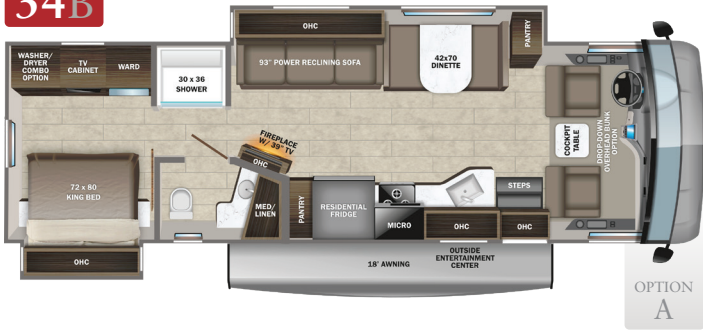 34B
WASHER/
DRYER
COMBO
OPTION
TV
CABINET
WARD
30 x 36
SHOWER
OHC
93" POWER RECLINING SOFA
42x70
DINETTE
PANTRY
COCKPIT
TABLE
DROP-DOWN
OVERHEAD BUNK
OPTION
FIREPLACE
W/ 39" TV
OHC
72 x 80
KING BED
OHC
MED/
LINEN
PANTRY
RESIDENTIAL
FRIDGE
MICRO
OHC
OHC
STEPS
18' AWNING
OUTSIDE
ENTERTAINMENT
CENTER
OPTION
A